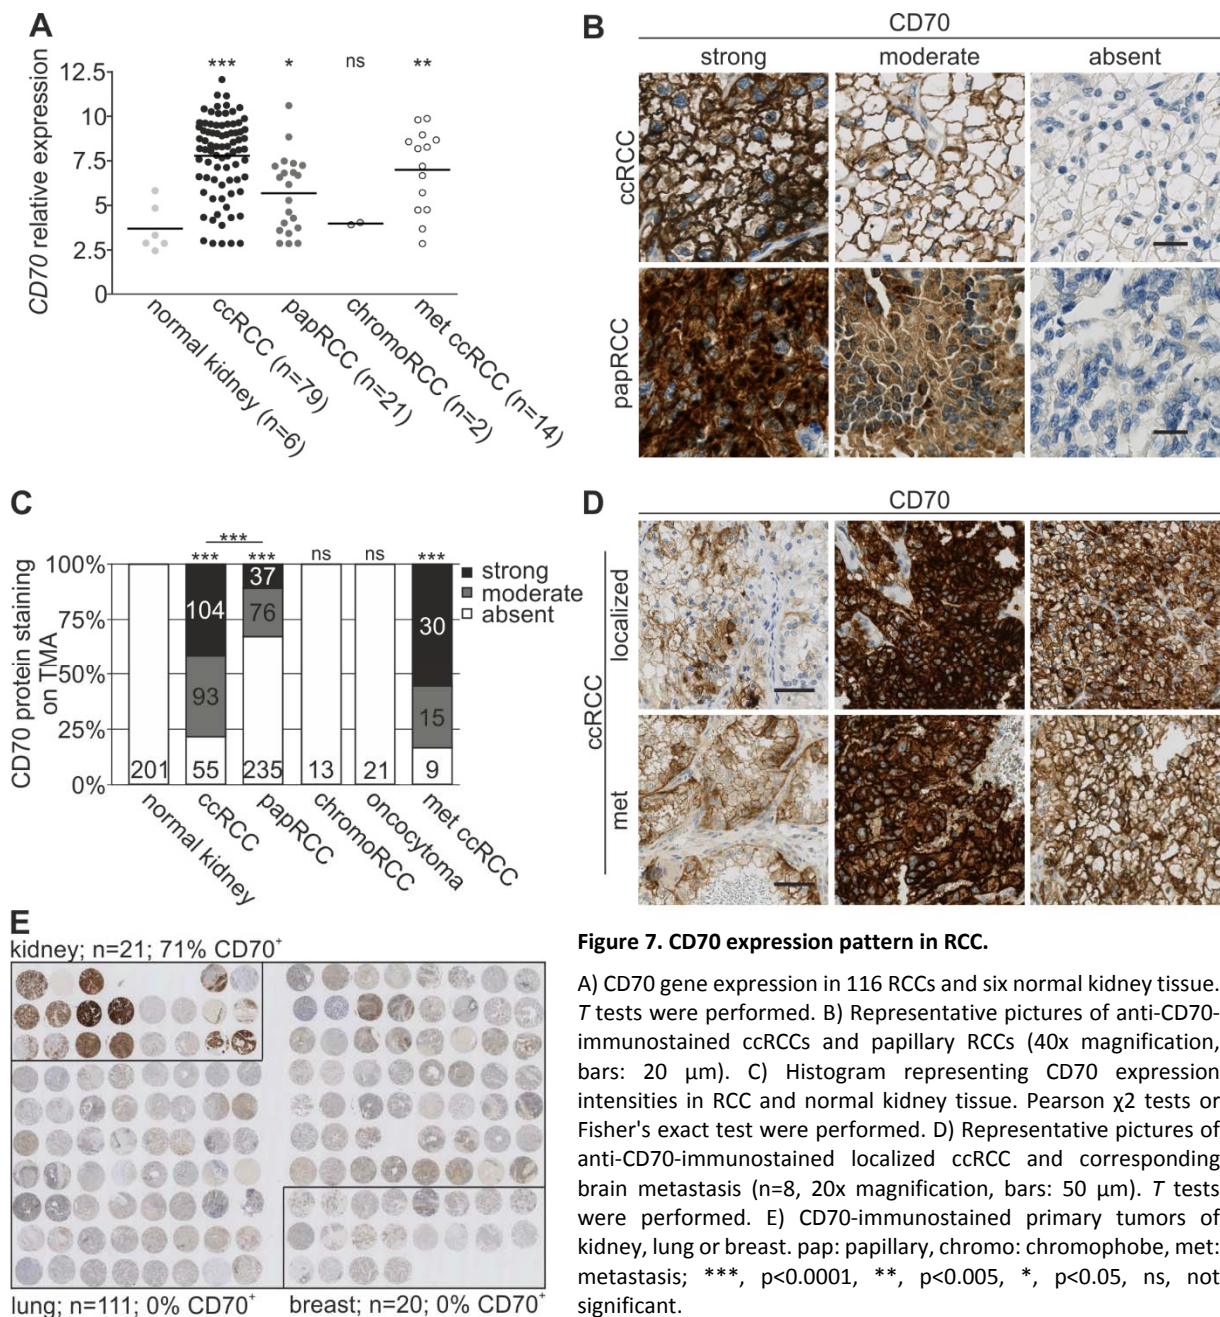 A
CD70 relative expression
12.5
10
7.5
5
2.5
0
***
*
ns
**
normal kidney (n=6)
ccRCC (n=79)
papRCC (n=21)
chromoRCC (n=2)
met ccRCC (n=14)
B
CD70
strong moderate absent
ccRCC
papRCC
C
CD70 protein staining
on TMA
100%
75%
50%
25%
0%
***
*** *** ns ns ***
strong
moderate
absent
104
93
55
37
76
235
201
13
21
30
15
9
normal kidney
ccRCC
papRCC
chromoRCC
oncocytoma
met ccRCC
D
CD70
ccRCC
localized
met
E
kidney; n=21; 71% CD70⁺
lung; n=111; 0% CD70⁺
breast; n=20; 0% CD70⁺
Figure 7. CD70 expression pattern in RCC.
A) CD70 gene expression in 116 RCCs and six normal kidney tissue.
T tests were performed. B) Representative pictures of anti-CD70-
immunostained ccRCCs and papillary RCCs (40x magnification,
bars: 20 µm). C) Histogram representing CD70 expression
intensities in RCC and normal kidney tissue. Pearson χ2 tests or
Fisher's exact test were performed. D) Representative pictures of
anti-CD70-immunostained localized ccRCC and corresponding
brain metastasis (n=8, 20x magnification, bars: 50 µm). T tests
were performed. E) CD70-immunostained primary tumors of
kidney, lung or breast. pap: papillary, chromo: chromophobe, met:
metastasis; ***, p<0.0001, **, p<0.005, *, p<0.05, ns, not
significant.